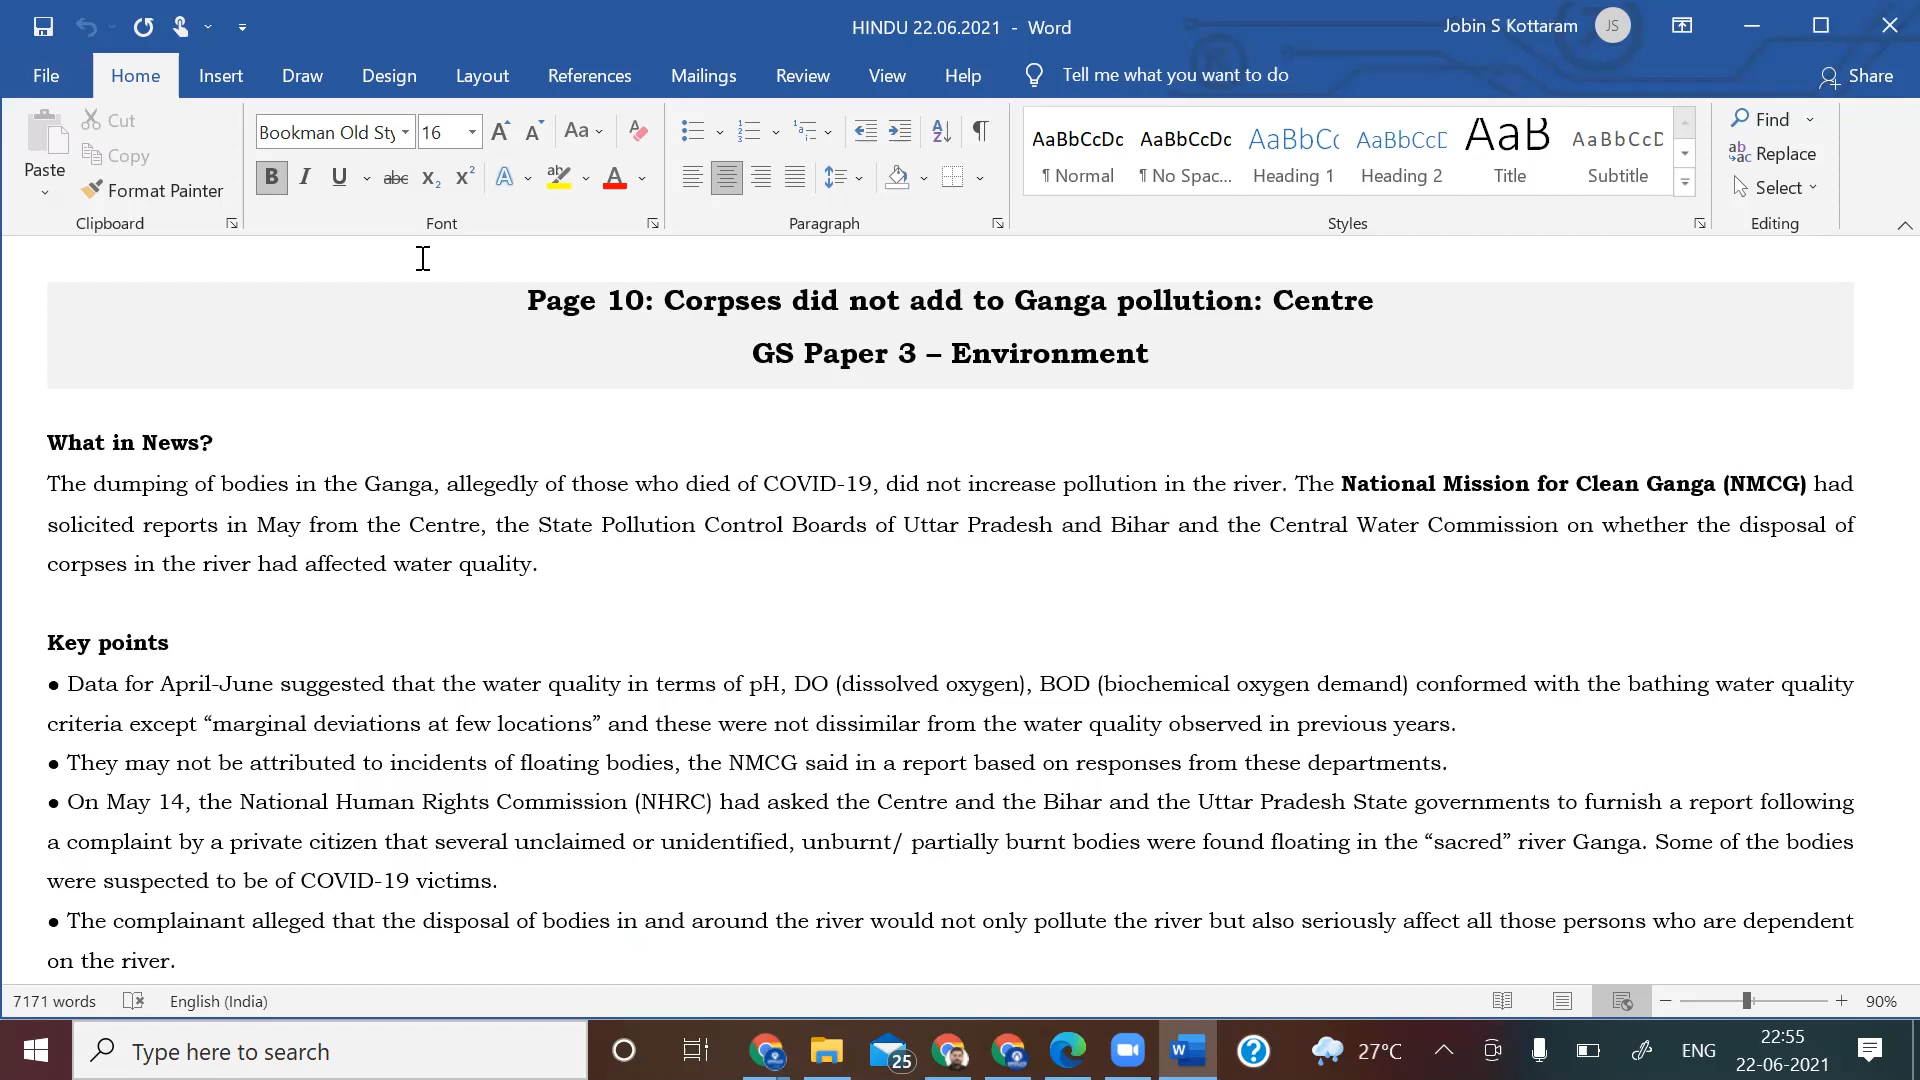 HINDU 22.06.2021 - Word
Jobin S Kottaram
JS
File Home Insert Draw Design Layout References Mailings Review View Help Tell me what you want to do Share
Paste
Cut
Copy
Format Painter
Clipboard
Bookman Old Sty 16
Font
Paragraph
AaBbCcDc AaBbCcDc AaBbCc AaBbCcD AaB AaBbCcD
¶ Normal ¶ No Spac... Heading 1 Heading 2 Title Subtitle
Styles
Find
Replace
Select
Editing
Page 10: Corpses did not add to Ganga pollution: Centre
GS Paper 3 – Environment
What in News?
The dumping of bodies in the Ganga, allegedly of those who died of COVID-19, did not increase pollution in the river. The National Mission for Clean Ganga (NMCG) had
solicited reports in May from the Centre, the State Pollution Control Boards of Uttar Pradesh and Bihar and the Central Water Commission on whether the disposal of
corpses in the river had affected water quality.
Key points
● Data for April-June suggested that the water quality in terms of pH, DO (dissolved oxygen), BOD (biochemical oxygen demand) conformed with the bathing water quality
criteria except “marginal deviations at few locations” and these were not dissimilar from the water quality observed in previous years.
● They may not be attributed to incidents of floating bodies, the NMCG said in a report based on responses from these departments.
● On May 14, the National Human Rights Commission (NHRC) had asked the Centre and the Bihar and the Uttar Pradesh State governments to furnish a report following
a complaint by a private citizen that several unclaimed or unidentified, unburnt/ partially burnt bodies were found floating in the “sacred” river Ganga. Some of the bodies
were suspected to be of COVID-19 victims.
● The complainant alleged that the disposal of bodies in and around the river would not only pollute the river but also seriously affect all those persons who are dependent
on the river.
7171 words English (India) 90%
Type here to search
25
27°C
ENG
22:55
22-06-2021